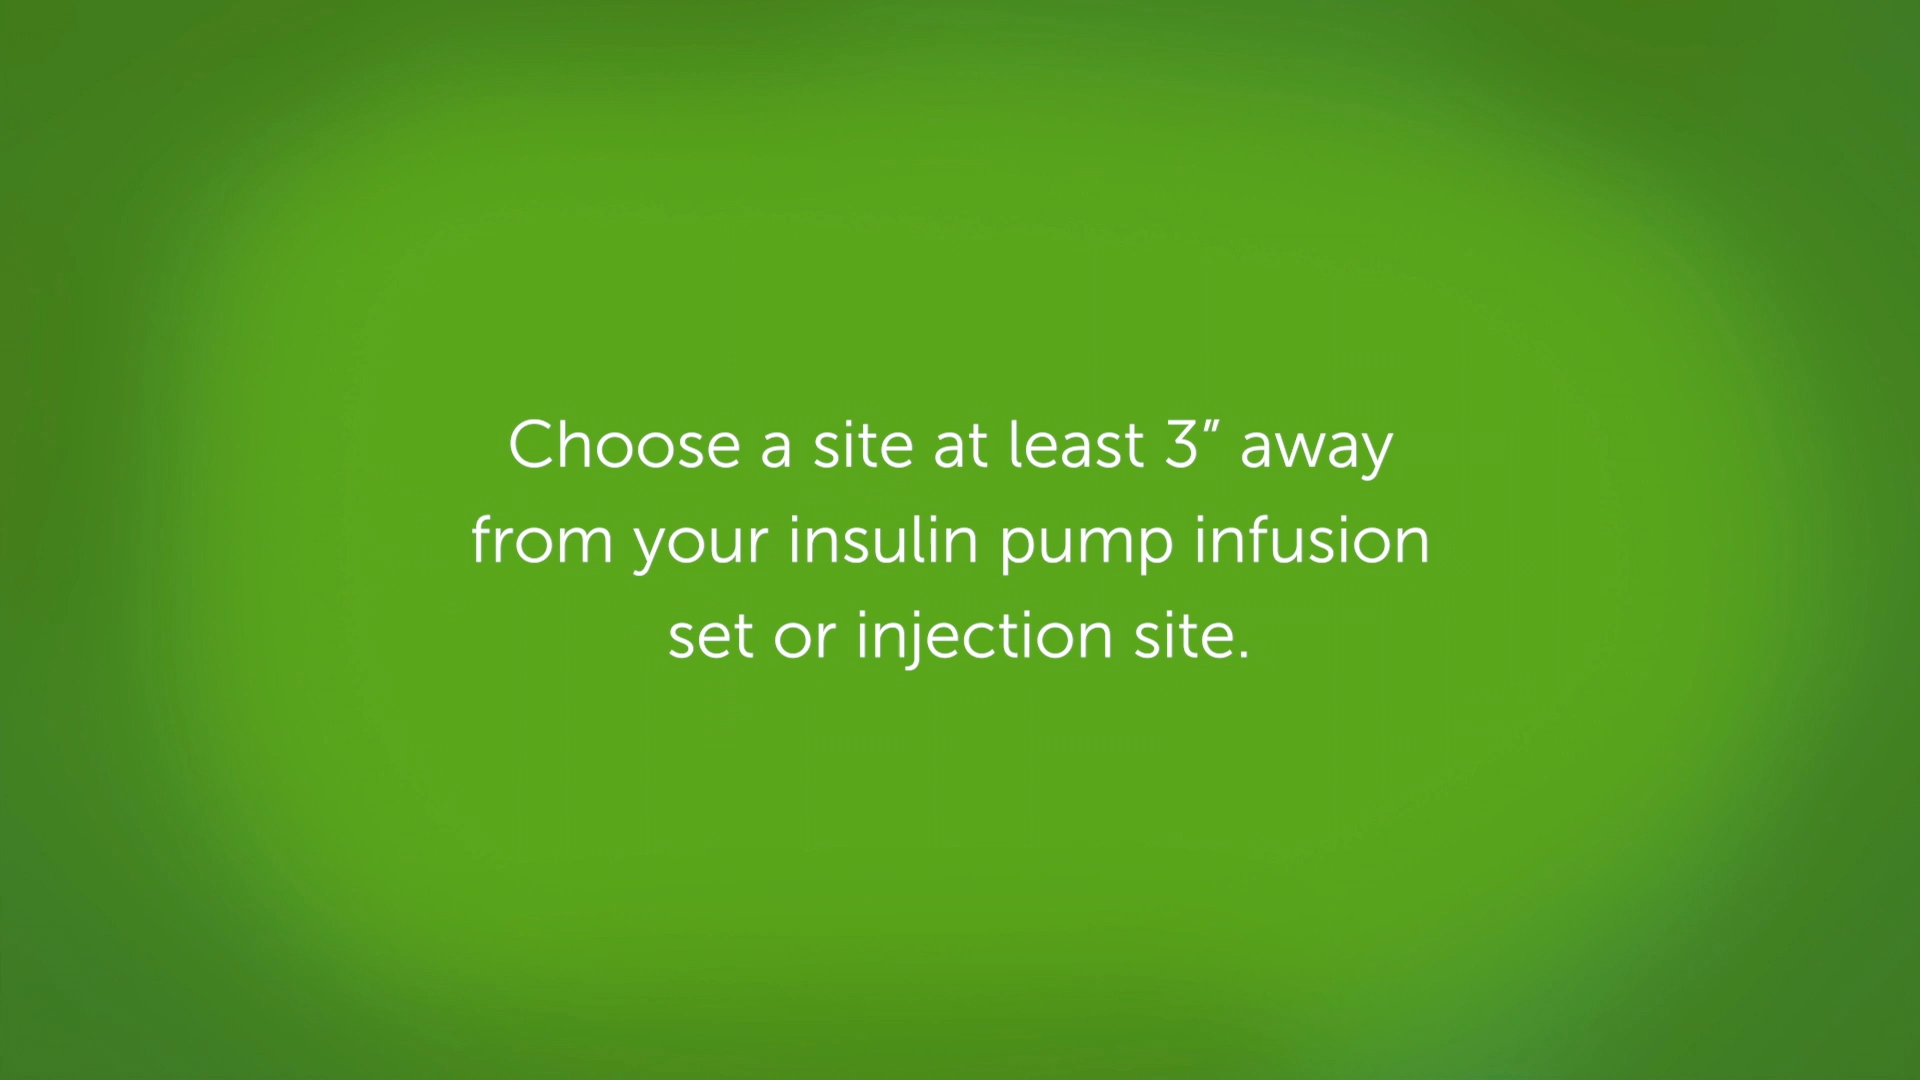 Choose a site at least 3” away
from your insulin pump infusion
set or injection site.